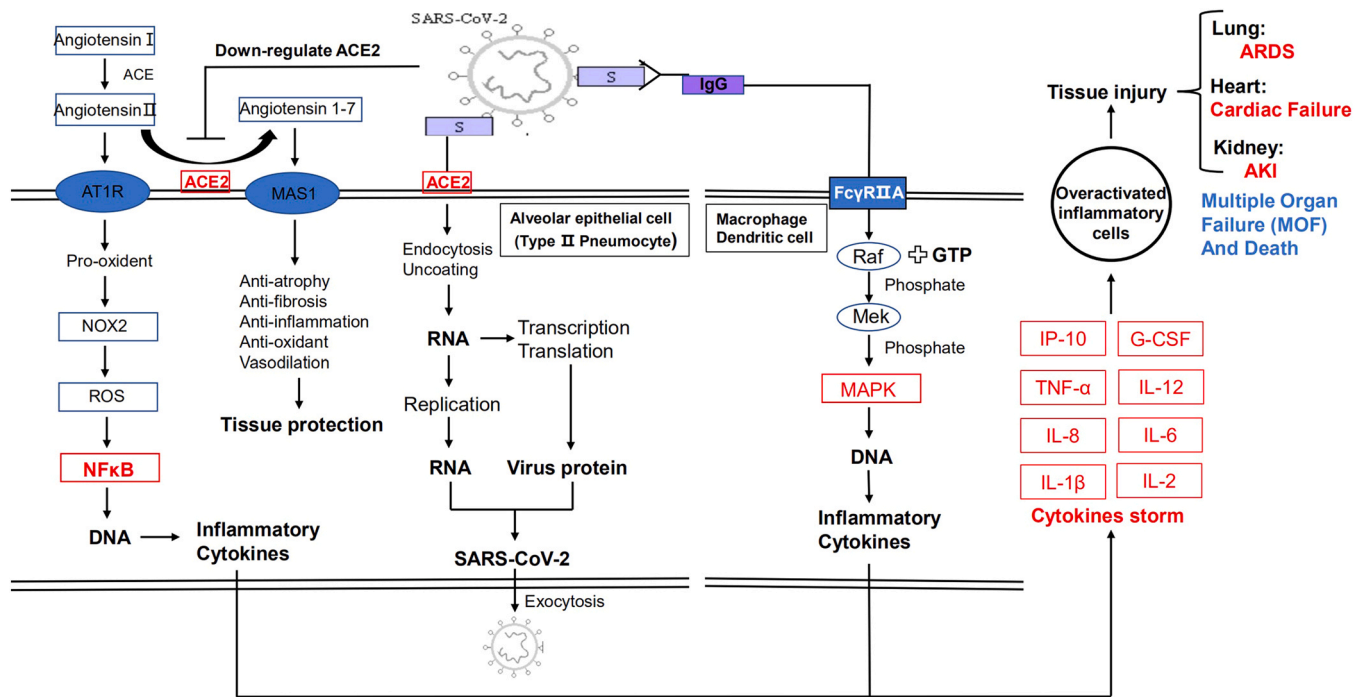 SARS-CoV-2
Angiotensin I
Down-regulate ACE2
ACE
Angiotensin II
Angiotensin 1-7
S
IgG
S
AT1R
ACE2
MAS1
ACE2
FcγRIIA
Alveolar epithelial cell
(Type II Pneumocyte)
Macrophage
Dendritic cell
Pro-oxident
NOX2
ROS
NFκB
DNA
Inflammatory
Cytokines
Anti-atrophy
Anti-fibrosis
Anti-inflammation
Anti-oxidant
Vasodilation
Tissue protection
Endocytosis
Uncoating
RNA
Transcription
Translation
Replication
RNA
Virus protein
SARS-CoV-2
Exocytosis
Raf
GTP
Phosphate
Mek
Phosphate
MAPK
DNA
Inflammatory
Cytokines
Lung:
ARDS
Tissue injury
Heart:
Cardiac Failure
Kidney:
AKI
Multiple Organ
Failure (MOF)
And Death
Overactivated
inflammatory
cells
IP-10
G-CSF
TNF-α
IL-12
IL-8
IL-6
IL-1β
IL-2
Cytokines storm